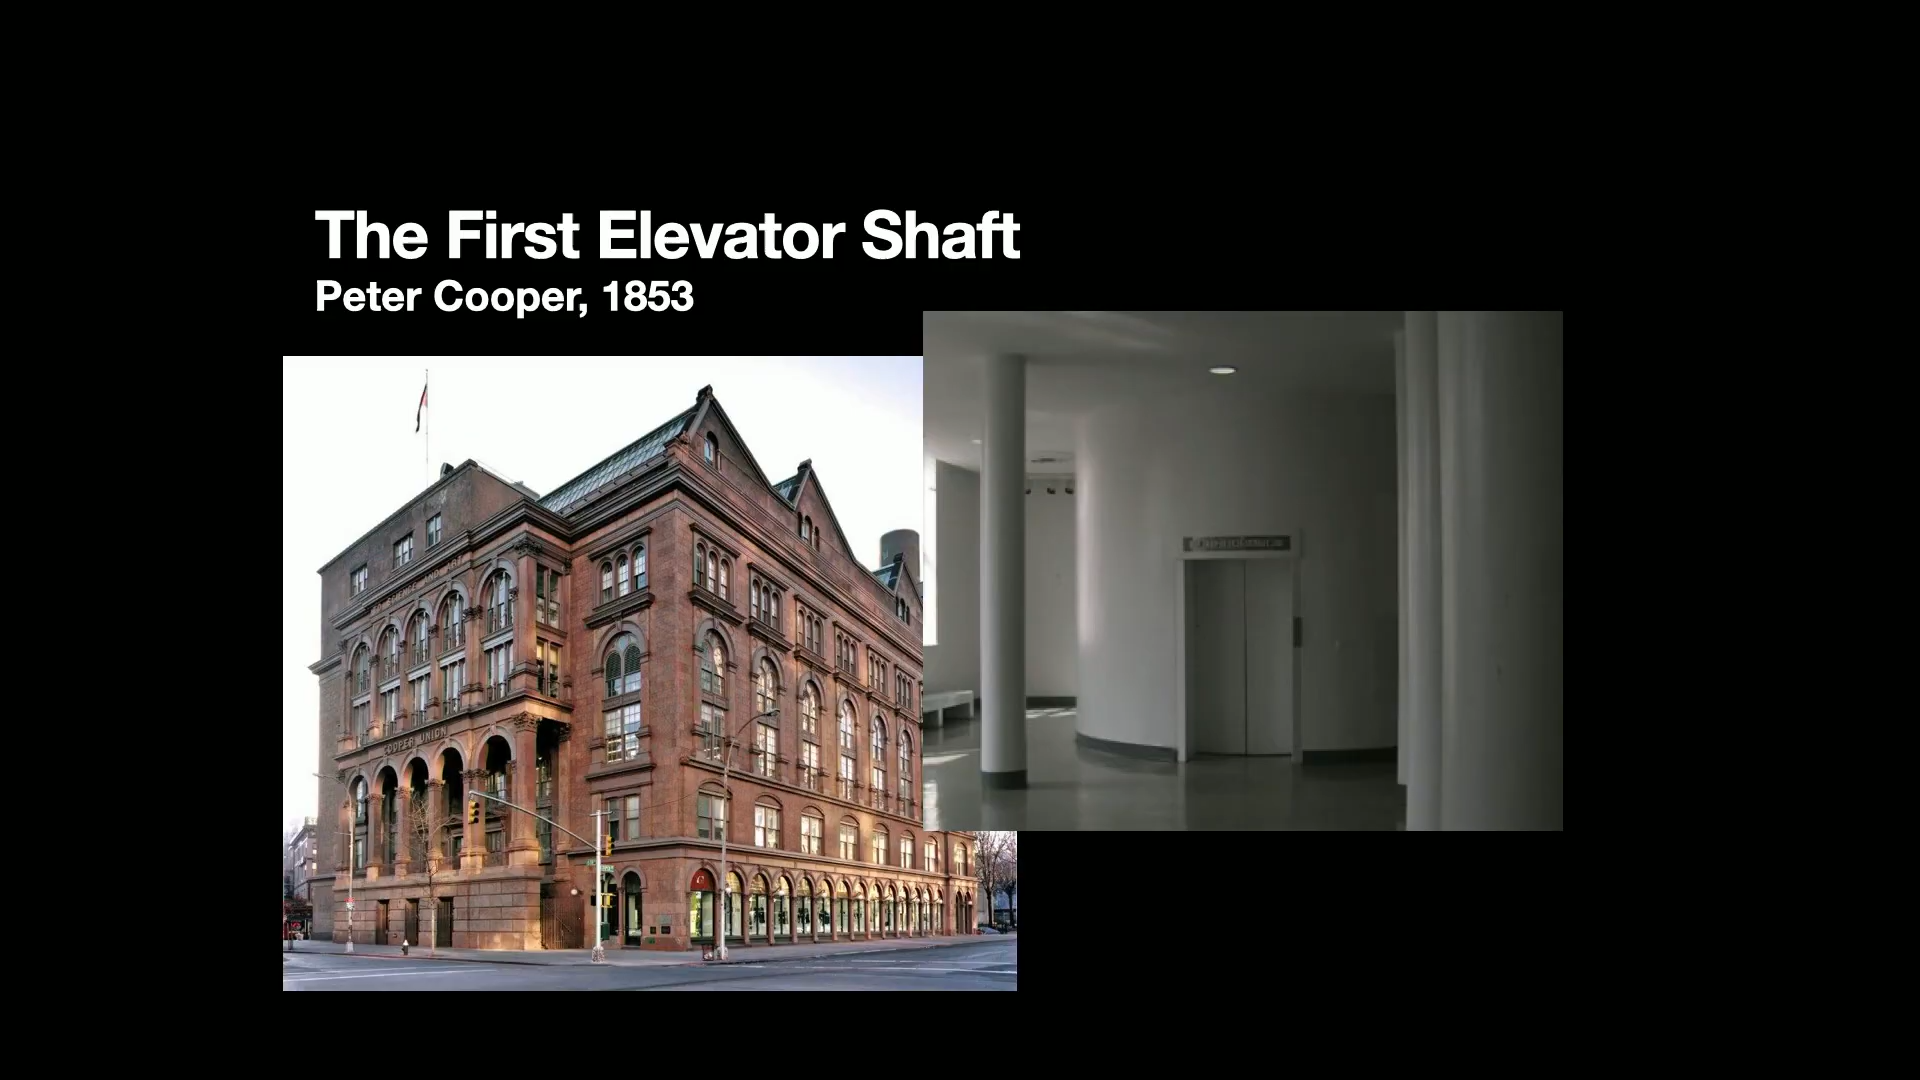 The First Elevator Shaft
Peter Cooper, 1853
COOPER UNION